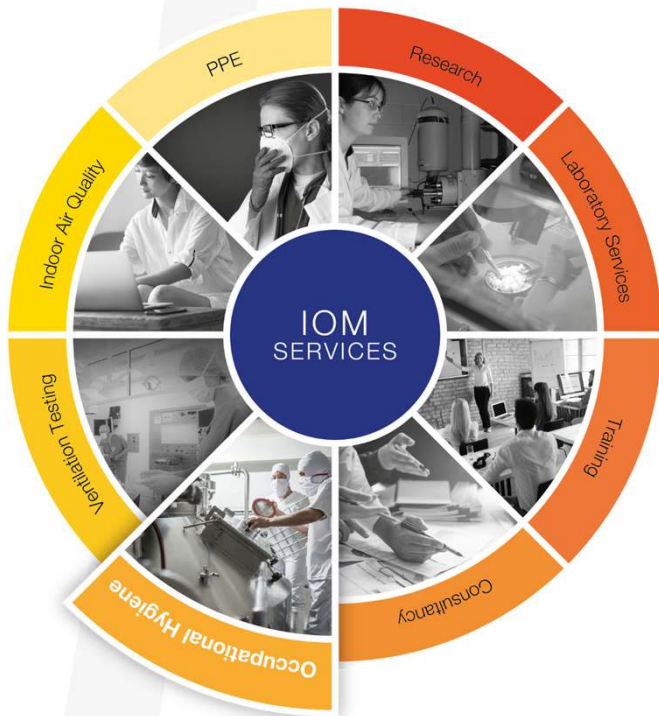 IOM
SERVICES
PPE
Research
Laboratory Services
Training
Consultancy
Occupational Hygiene
Ventilation Testing
Indoor Air Quality